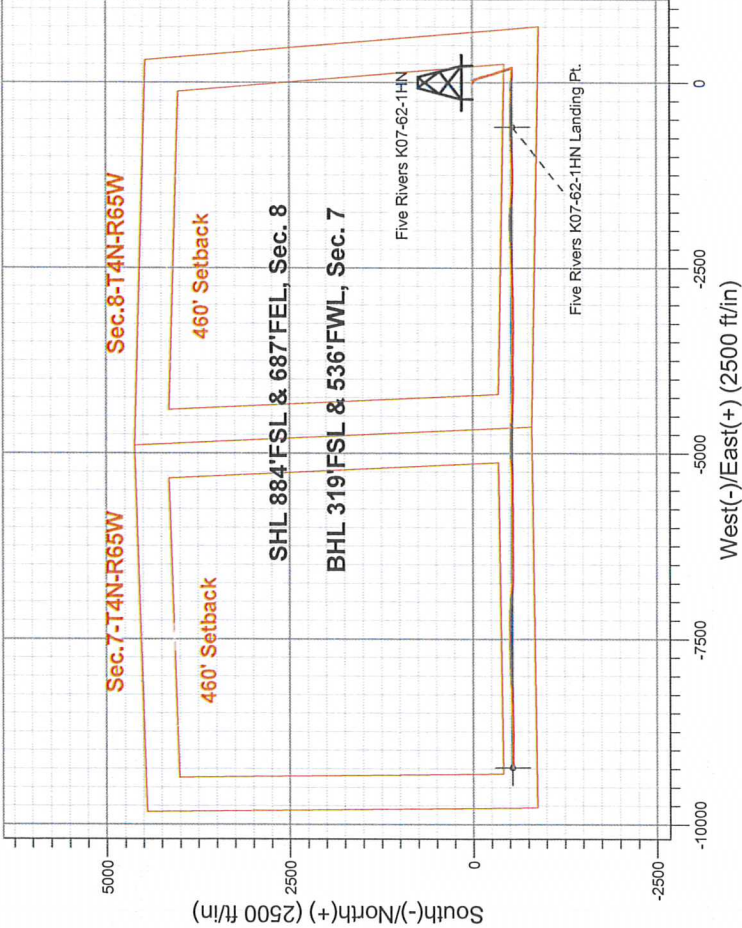 Sec.7-T4N-R65W
Sec.8-T4N-R65W
460' Setback
460' Setback
SHL 884'FSL & 687'FEL, Sec. 8
BHL 319'FSL & 536'FWL, Sec. 7
Five Rivers K07-62-1HN
Five Rivers K07-62-1HN Landing Pt.
South(-)/North(+) (2500 ft/in)
5000
2500
0
-2500
-10000
-7500
-5000
-2500
0
West(-)/East(+) (2500 ft/in)